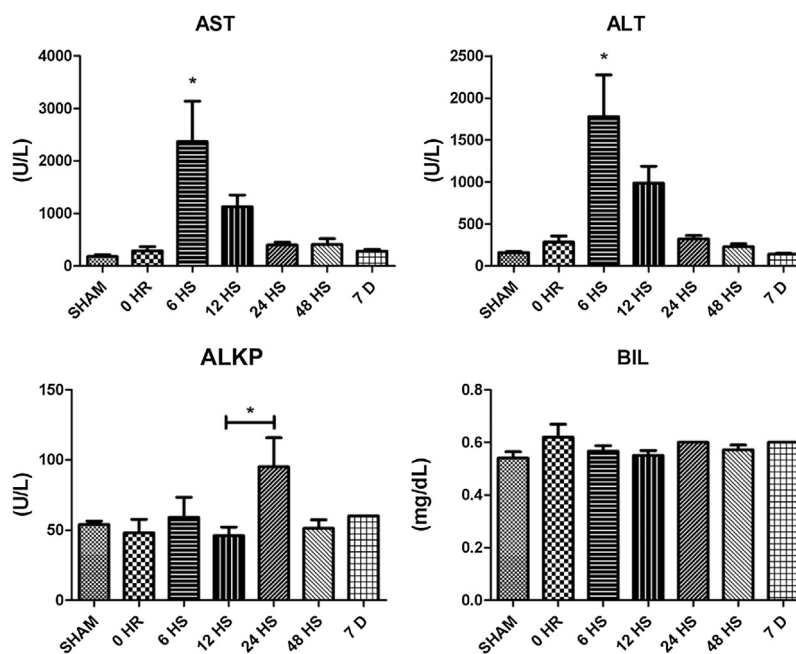 AST
(U/L)
4000
3000
2000
1000
0
SHAM
0 HR
6 HS
12 HS
24 HS
48 HS
7 D
*
ALT
(U/L)
2500
2000
1500
1000
500
0
SHAM
0 HR
6 HS
12 HS
24 HS
48 HS
7 D
*
ALKP
(U/L)
150
100
50
0
SHAM
0 HR
6 HS
12 HS
24 HS
48 HS
7 D
*
BIL
(mg/dL)
0.8
0.6
0.4
0.2
0.0
SHAM
0 HR
6 HS
12 HS
24 HS
48 HS
7 D